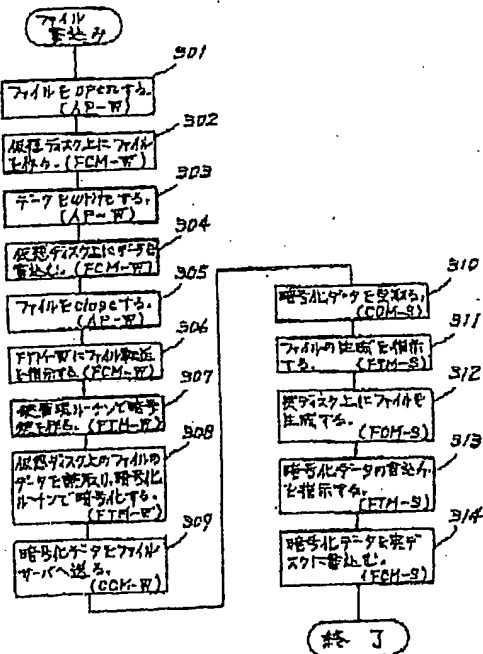 ファイル
書込み
301
ファイルをopenする。
(AP-W)
302
仮想ディスク上にファイル
を作る。(FCM-W)
303
データをwriteする。
(AP-W)
304
仮想ディスク上にデータを
書込む。(FCM-W)
305
ファイルをcloseする。
(AP-W)
306
FTM-Wにファイル転送
を指示する。(FCM-W)
307
鍵管理ルーチンで暗号
鍵を作る。(FTM-W)
308
仮想ディスク上のファイルの
データを読取り、暗号化
ルーチンで暗号化する。
(FTM-W)
309
暗号化データをファイル
サーバへ送る。
(CCM-W)
310
暗号化データを受取る。
(CCM-S)
311
ファイルの生成を指示
する。(FTM-S)
312
実ディスク上にファイルを
生成する。
(FCM-S)
313
暗号化データの書込み
を指示する。
(FTM-S)
314
暗号化データを実ディ
スクに書込む。
(FCM-S)
終了